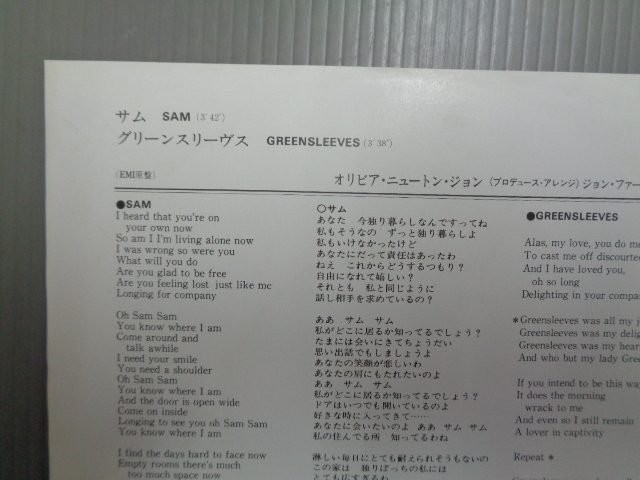 サム SAM (3'42")
グリーンスリーヴス GREENSLEEVES (3'38")
(EMI原盤)
オリビア・ニュートン・ジョン (プロデュース・アレンジ) ジョン・ファー
●SAM
I heard that you're on
your own now
So am I I'm living alone now
I was wrong so were you
What will you do
Are you glad to be free
Are you feeling lost just like me
Longing for company
Oh Sam Sam
You know where I am
Come around and
talk awhile
I need your smile
You need a shoulder
Oh Sam Sam
You know where I am
And the door is open wide
Come on inside
Longing to see you oh Sam Sam
You know where I am
I find the days hard to face now
Empty rooms there's much
too much space now
○サム
あなた 今独り暮らしなんですってね
私もそうなの ずっと独り暮らしよ
私もいけなかったけど
あなたにだって責任はあったわ
ねえ これからどうするつもり?
自由になれて嬉しい?
それとも 私と同じように
話し相手を求めているの?
ああ サム サム
私がどこに居るか知ってるでしょう?
たまには会いにきてちょうだい
思い出話でもしましょうよ
あなたの笑顔が恋しいわ
あなたの肩にもたれたいのよ
ああ サム サム
私がどこに居るか知ってるでしょう?
ドアはいつでも開いているのよ
好きな時に入ってきて……
あなたに会いたいのよ ああ サム サム
私の住んでる所 知ってるわね
淋しい毎日にとても耐えられそうもないの
この家は 独りぼっちの私には
とても広すぎるわ
●GREENSLEEVES
Alas, my love, you do me
To cast me off discourteo
And I have loved you,
oh so long
Delighting in your compa
*Greensleeves was all my j
Greensleeves was my delig
Greensleeves was my hear
And who but my lady Gree
If you intend to be this way
It does the morning
wrack to me
And even so I still remain
A lover in captivity
Repeat *